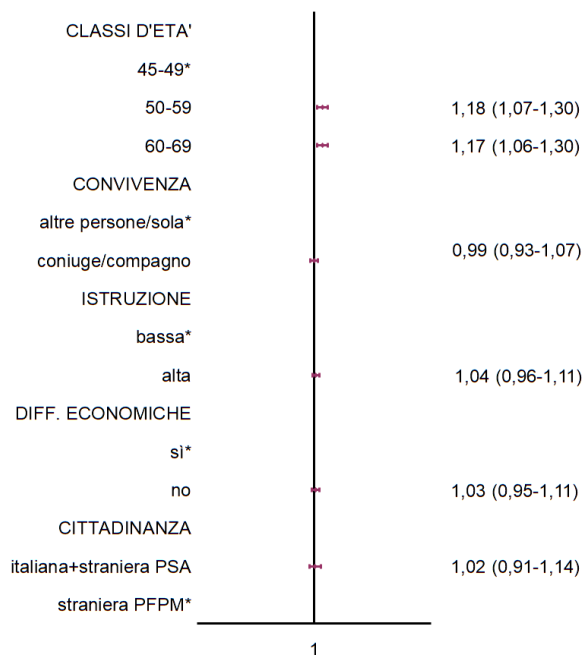 CLASSI D'ETA'
45-49*
50-59 1,18 (1,07-1,30)
60-69 1,17 (1,06-1,30)
CONVIVENZA
altre persone/sola*
coniuge/compagno 0,99 (0,93-1,07)
ISTRUZIONE
bassa*
alta 1,04 (0,96-1,11)
DIFF. ECONOMICHE
sì*
no 1,03 (0,95-1,11)
CITTADINANZA
italiana+straniera PSA 1,02 (0,91-1,14)
straniera PFPM*
1